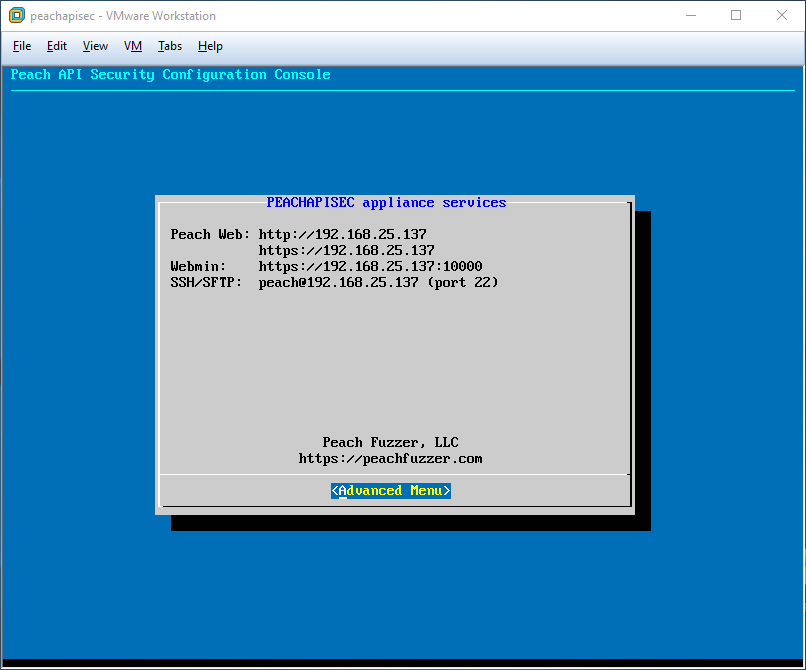 peachapisec - VMware Workstation
File Edit View VM Tabs Help
Peach API Security Configuration Console
PEACHAPISEC appliance services
Peach Web: http://192.168.25.137
https://192.168.25.137
Webmin: https://192.168.25.137:10000
SSH/SFTP: peach@192.168.25.137 (port 22)
Peach Fuzzer, LLC
https://peachfuzzer.com
<Advanced Menu>